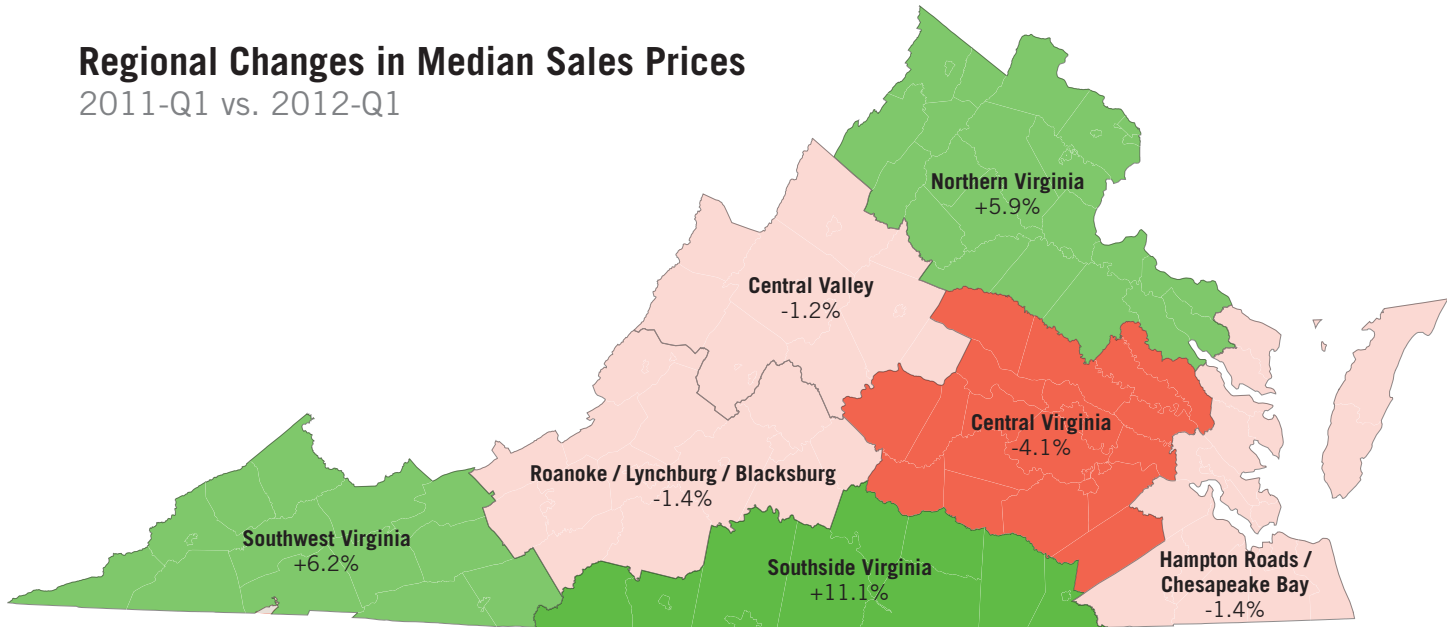 Regional Changes in Median Sales Prices
2011-Q1 vs. 2012-Q1
Northern Virginia
+5.9%
Central Valley
-1.2%
Central Virginia
-4.1%
Roanoke / Lynchburg / Blacksburg
-1.4%
Southwest Virginia
+6.2%
Southside Virginia
+11.1%
Hampton Roads /
Chesapeake Bay
-1.4%